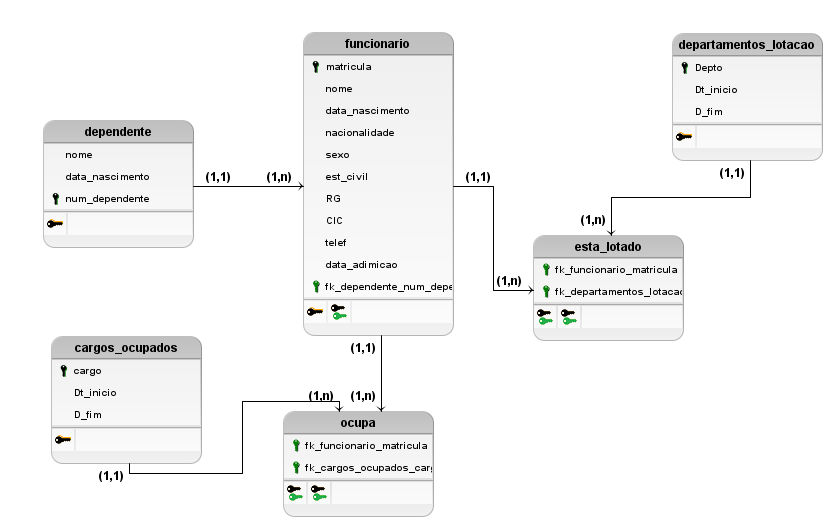 funcionario
matricula
nome
data_nascimento
nacionalidade
sexo
est_civil
RG
CIC
telef
data_adimicao
fk_dependente_num_depe
departamentos_lotacao
Depto
Dt_inicio
D_fim
dependente
nome
data_nascimento
num_dependente
(1,1)
(1,n)
(1,1)
(1,n)
(1,1)
(1,n)
esta_lotado
fk_funcionario_matricula
fk_departamentos_lotacac
cargos_ocupados
cargo
Dt_inicio
D_fim
(1,1)
(1,1)
(1,n)
(1,n)
ocupa
fk_funcionario_matricula
fk_cargos_ocupados_carg